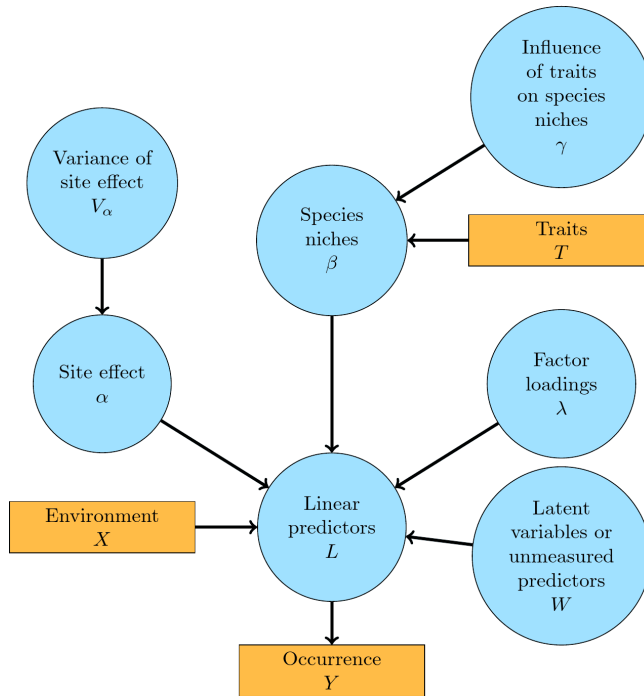 Influence
of traits
on species
niches
γ
Variance of
site effect
V_α
Species
niches
β
Traits
T
Site effect
α
Factor
loadings
λ
Environment
X
Linear
predictors
L
Latent
variables or
unmeasured
predictors
W
Occurrence
Y